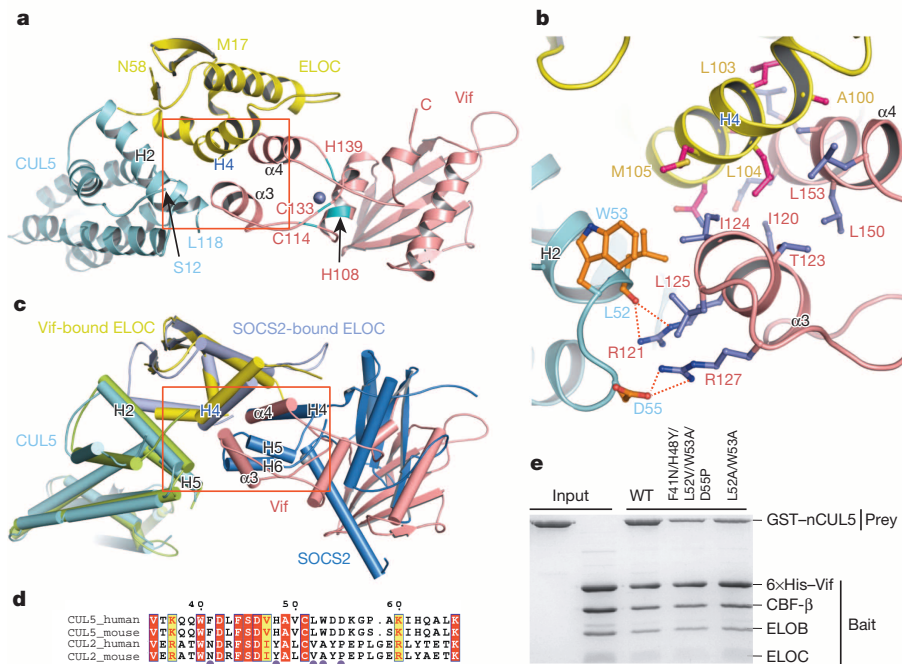 a
M17
N58
ELOC
Vif
C
CUL5
H2
H4
α4
H139
α3
C133
C114
L118
S12
H108
b
L103
A100
α4
H4
M105
L104
L153
W53
I124
I120
L150
H2
T123
L125
L52
α3
R121
R127
D55
c
Vif-bound ELOC
SOCS2-bound ELOC
H2
H4
α4
H4
CUL5
H5
H6
α3
H5
Vif
SOCS2
d
40 50 60
CUL5_human VTKQQWFDLFSDVHAVCLWDDKGP.SKIHQALK
CUL5_mouse VTKQQWFDLFSDVHAVCLWDDKGP.AKIHQALK
CUL2_human VERATWNDRFSDIYALCVAYPEPLGERLYTETK
CUL2_mouse VERATWNDRFSDIYALCVAYPEPLGERLYAETK
e
Input
WT
F41N/H48Y/
L52V/W53A/
D55P
L52A/W53A
GST–nCUL5
Prey
6×His–Vif
CBF-β
ELOB
ELOC
Bait